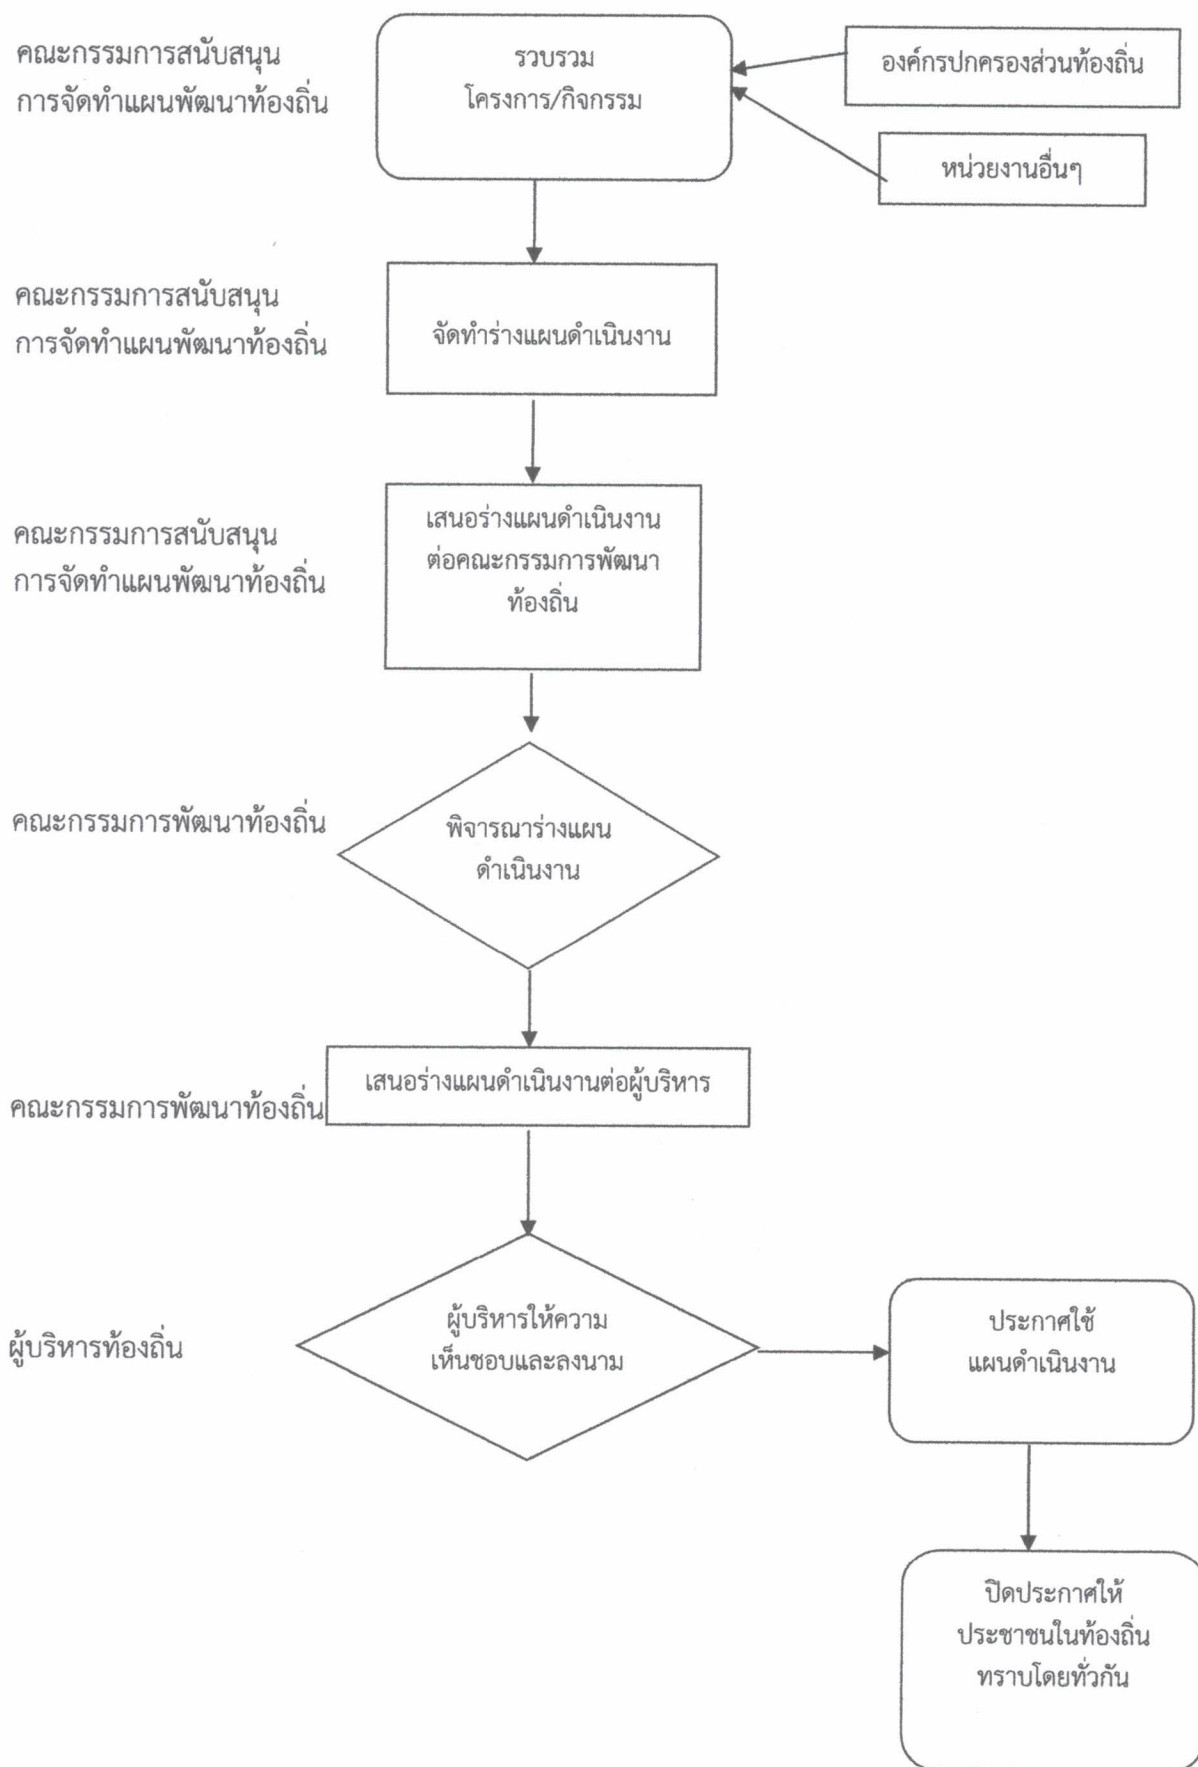 คณะกรรมการสนับสนุน
การจัดทำแผนพัฒนาท้องถิ่น
รวบรวม
โครงการ/กิจกรรม
องค์กรปกครองส่วนท้องถิ่น
หน่วยงานอื่นๆ
คณะกรรมการสนับสนุน
การจัดทำแผนพัฒนาท้องถิ่น
จัดทำร่างแผนดำเนินงาน
คณะกรรมการสนับสนุน
การจัดทำแผนพัฒนาท้องถิ่น
เสนอร่างแผนดำเนินงาน
ต่อคณะกรรมการพัฒนา
ท้องถิ่น
คณะกรรมการพัฒนาท้องถิ่น
พิจารณาร่างแผน
ดำเนินงาน
คณะกรรมการพัฒนาท้องถิ่น
เสนอร่างแผนดำเนินงานต่อผู้บริหาร
ผู้บริหารท้องถิ่น
ผู้บริหารให้ความ
เห็นชอบและลงนาม
ประกาศใช้
แผนดำเนินงาน
ปิดประกาศให้
ประชาชนในท้องถิ่น
ทราบโดยทั่วกัน